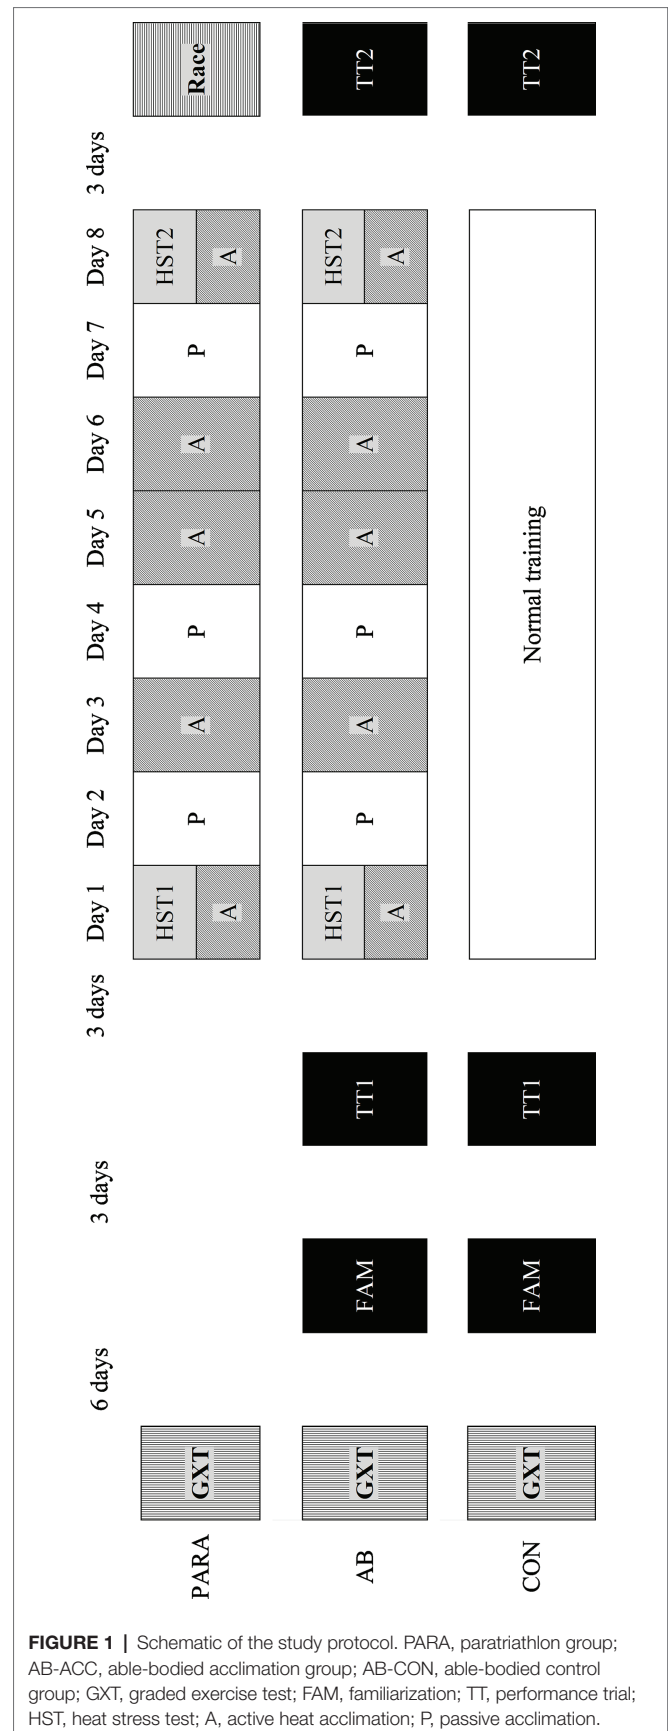 6 days
3 days
3 days
Day 1
Day 2
Day 3
Day 4
Day 5
Day 6
Day 7
Day 8
3 days
PARA
GXT
HST1
A
P
A
P
A
A
P
HST2
A
Race
AB
GXT
FAM
TT1
HST1
A
P
A
P
A
A
P
HST2
A
TT2
CON
GXT
FAM
TT1
Normal training
TT2
FIGURE 1 | Schematic of the study protocol. PARA, paratriathlon group;
AB-ACC, able-bodied acclimation group; AB-CON, able-bodied control
group; GXT, graded exercise test; FAM, familiarization; TT, performance trial;
HST, heat stress test; A, active heat acclimation; P, passive acclimation.